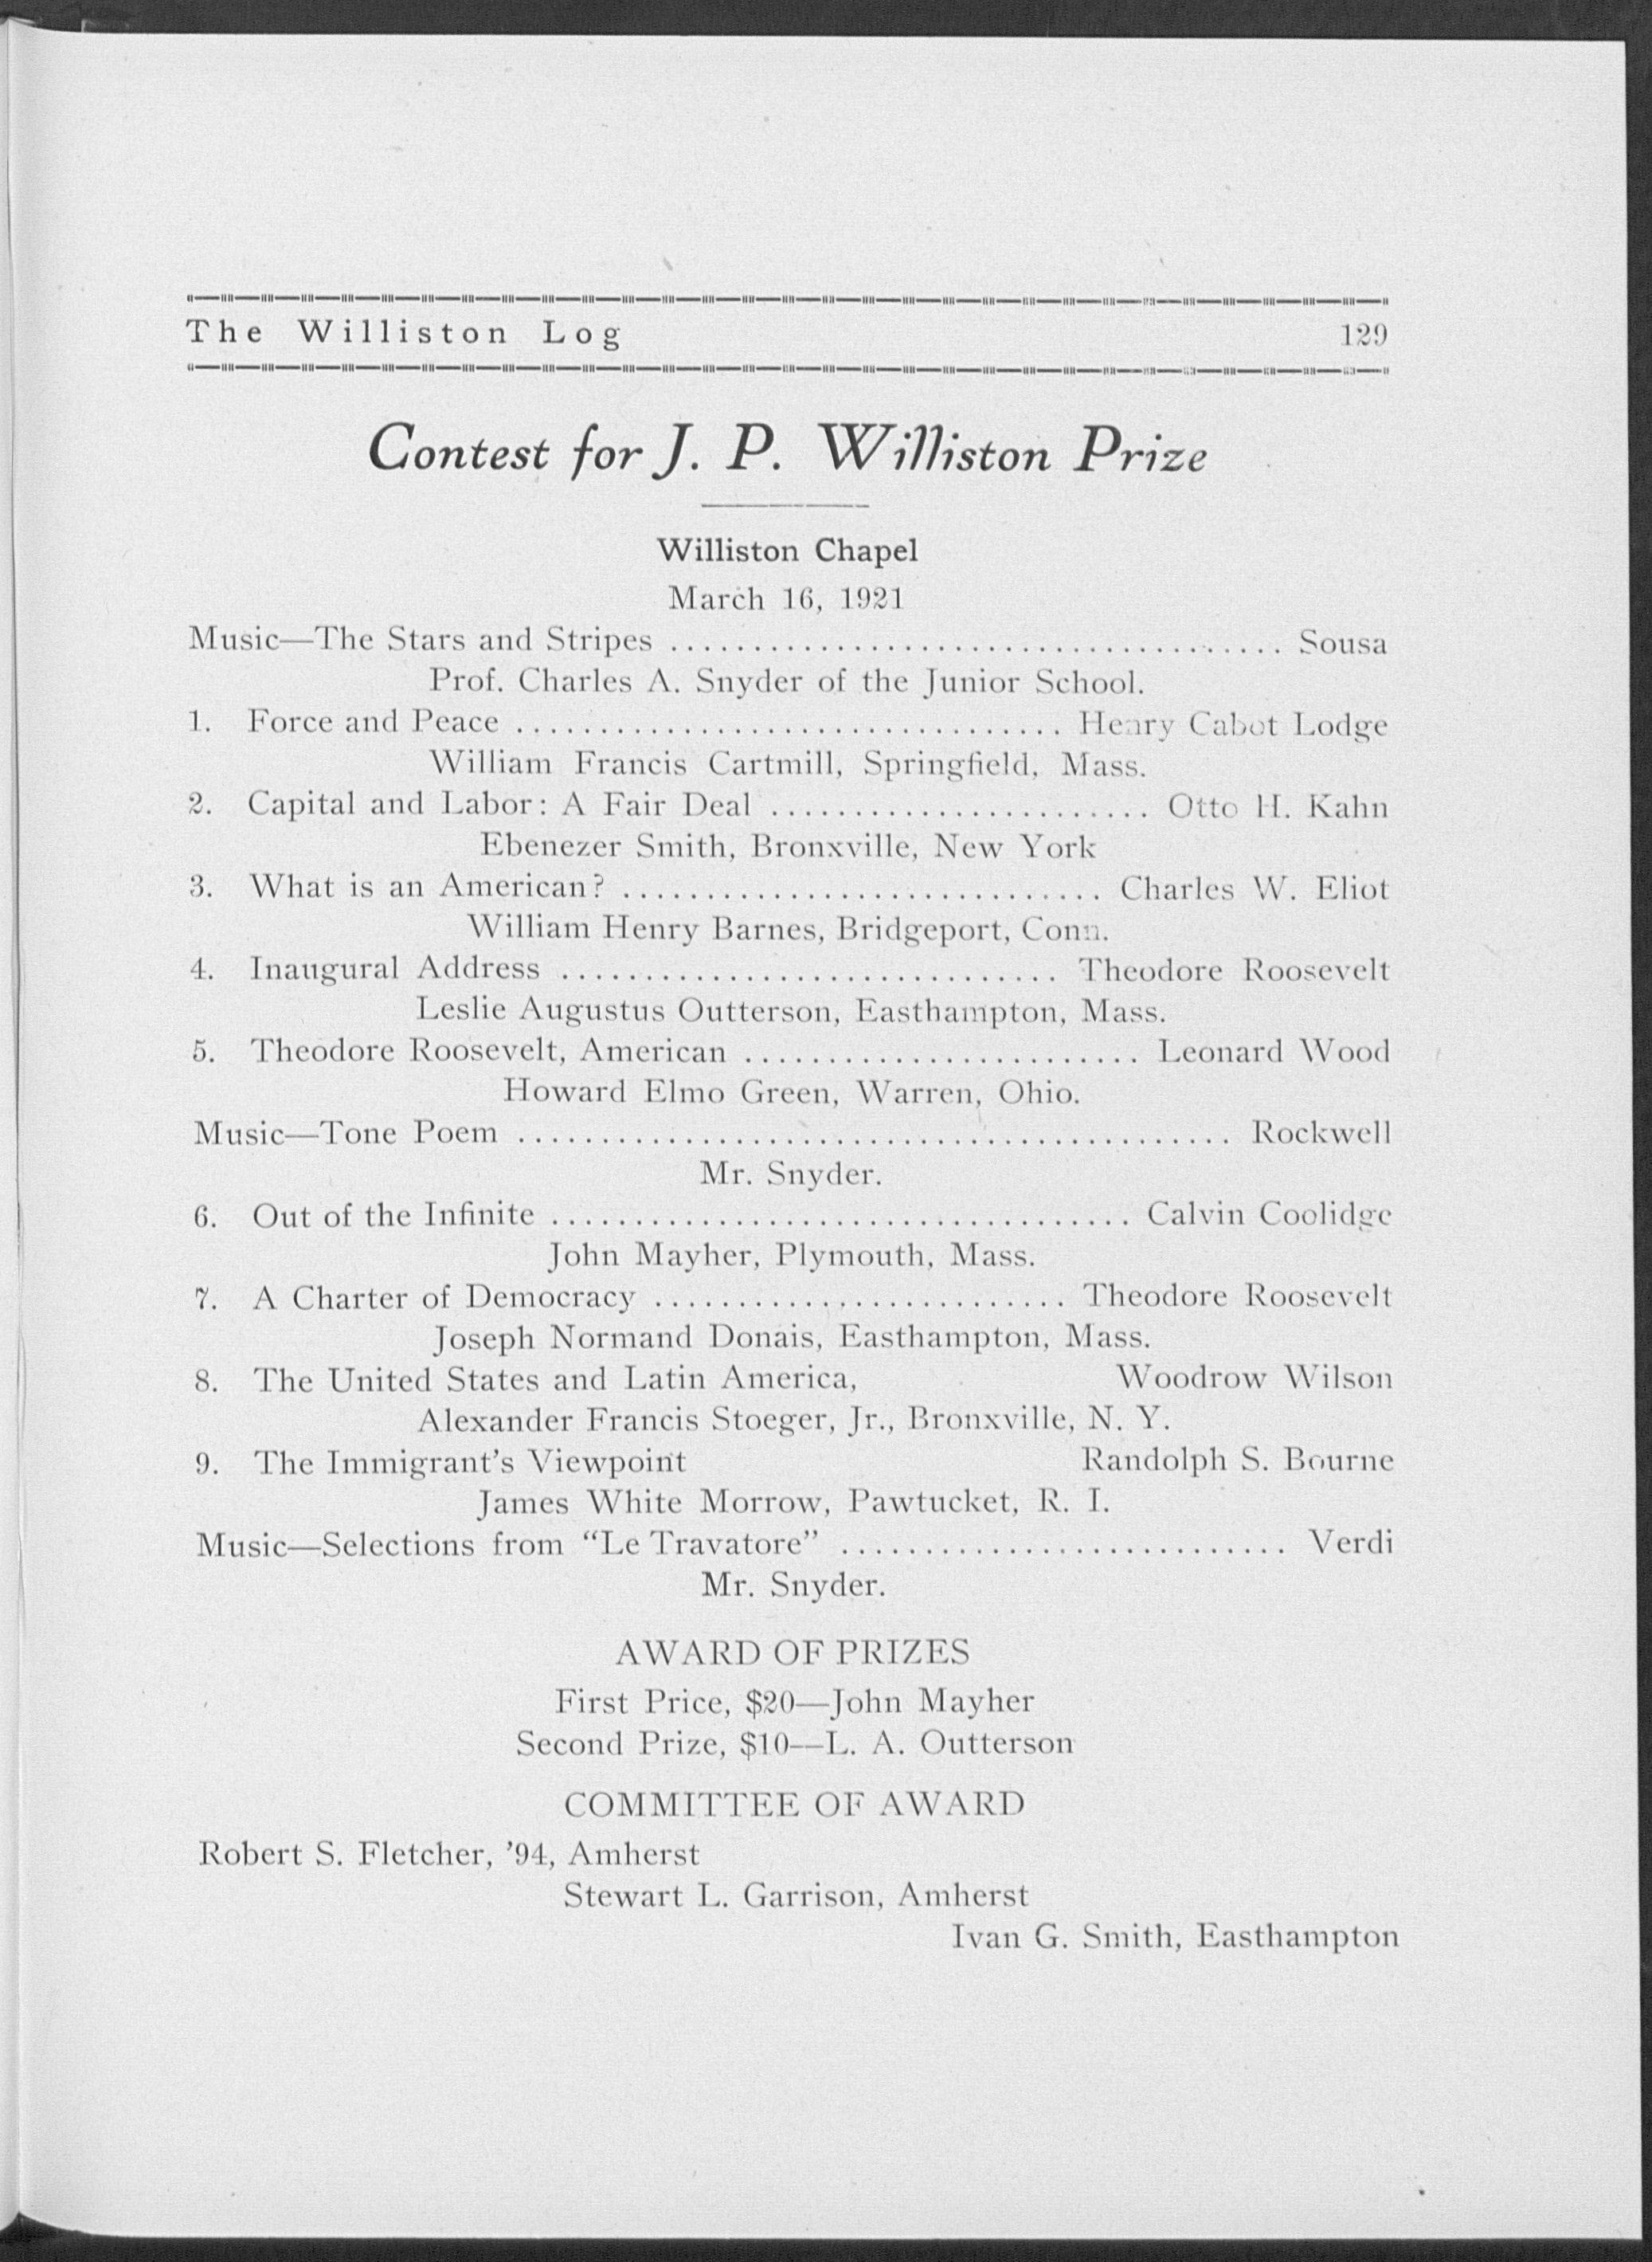 The Williston Log 129
Contest for J. P. Williston Prize
Williston Chapel
March 16, 1921
Music—The Stars and Stripes ..................................... Sousa
Prof. Charles A. Snyder of the Junior School.
1. Force and Peace ................................. Henry Cabot Lodge
William Francis Cartmill, Springfield, Mass.
2. Capital and Labor: A Fair Deal ....................... Otto H. Kahn
Ebenezer Smith, Bronxville, New York
3. What is an American? ............................. Charles W. Eliot
William Henry Barnes, Bridgeport, Conn.
4. Inaugural Address .............................. Theodore Roosevelt
Leslie Augustus Outterson, Easthampton, Mass.
5. Theodore Roosevelt, American ........................ Leonard Wood
Howard Elmo Green, Warren, Ohio.
Music—Tone Poem ........................................... Rockwell
Mr. Snyder.
6. Out of the Infinite ................................... Calvin Coolidge
John Mayher, Plymouth, Mass.
7. A Charter of Democracy ......................... Theodore Roosevelt
Joseph Normand Donais, Easthampton, Mass.
8. The United States and Latin America, Woodrow Wilson
Alexander Francis Stoeger, Jr., Bronxville, N. Y.
9. The Immigrant's Viewpoint Randolph S. Bourne
James White Morrow, Pawtucket, R. I.
Music—Selections from "Le Travatore" ........................... Verdi
Mr. Snyder.
AWARD OF PRIZES
First Price, $20—John Mayher
Second Prize, $10—L. A. Outterson
COMMITTEE OF AWARD
Robert S. Fletcher, '94, Amherst
Stewart L. Garrison, Amherst
Ivan G. Smith, Easthampton